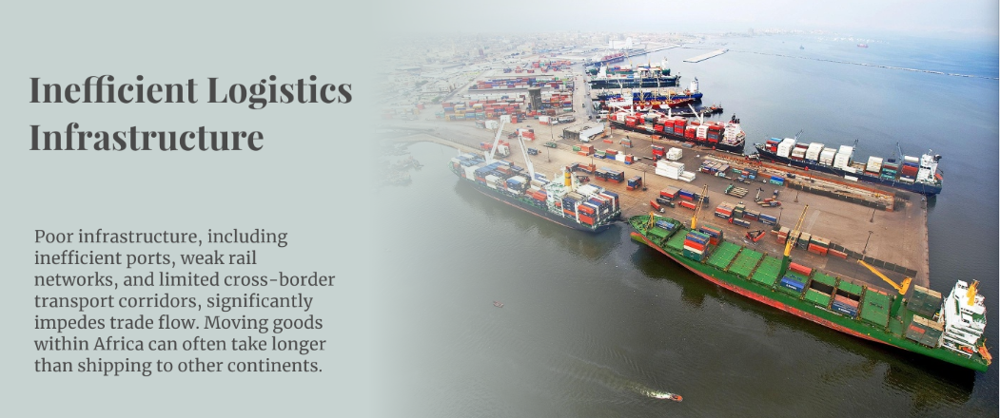 Inefficient Logistics
Infrastructure
Poor infrastructure, including
inefficient ports, weak rail
networks, and limited cross-border
transport corridors, significantly
impedes trade flow. Moving goods
within Africa can often take longer
than shipping to other continents.